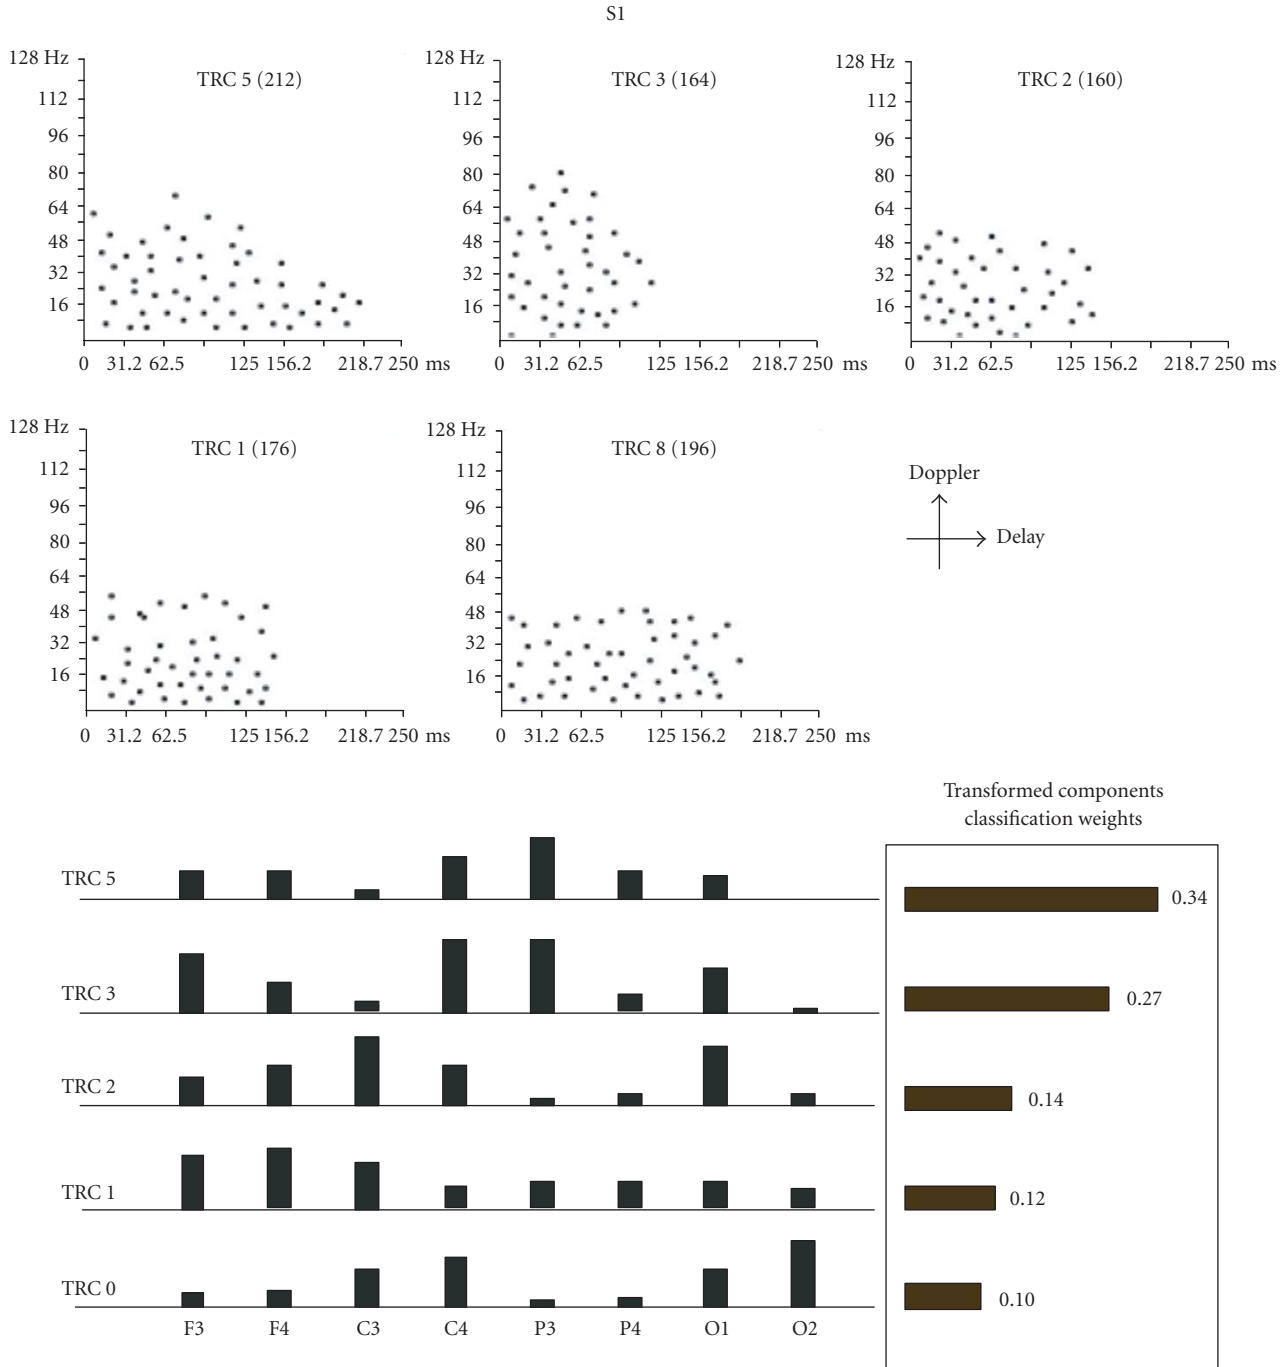 S1
TRC 5 (212)
128 Hz
112
96
80
64
48
32
16
0 31.2 62.5 125 156.2 218.7 250 ms
TRC 3 (164)
128 Hz
112
96
80
64
48
32
16
0 31.2 62.5 125 156.2 218.7 250 ms
TRC 2 (160)
128 Hz
112
96
80
64
48
32
16
0 31.2 62.5 125 156.2 218.7 250 ms
TRC 1 (176)
128 Hz
112
96
80
64
48
32
16
0 31.2 62.5 125 156.2 218.7 250 ms
TRC 8 (196)
128 Hz
112
96
80
64
48
32
16
0 31.2 62.5 125 156.2 218.7 250 ms
Doppler
Delay
Transformed components
classification weights
TRC 5 0.34
TRC 3 0.27
TRC 2 0.14
TRC 1 0.12
TRC 0 0.10
F3 F4 C3 C4 P3 P4 O1 O2